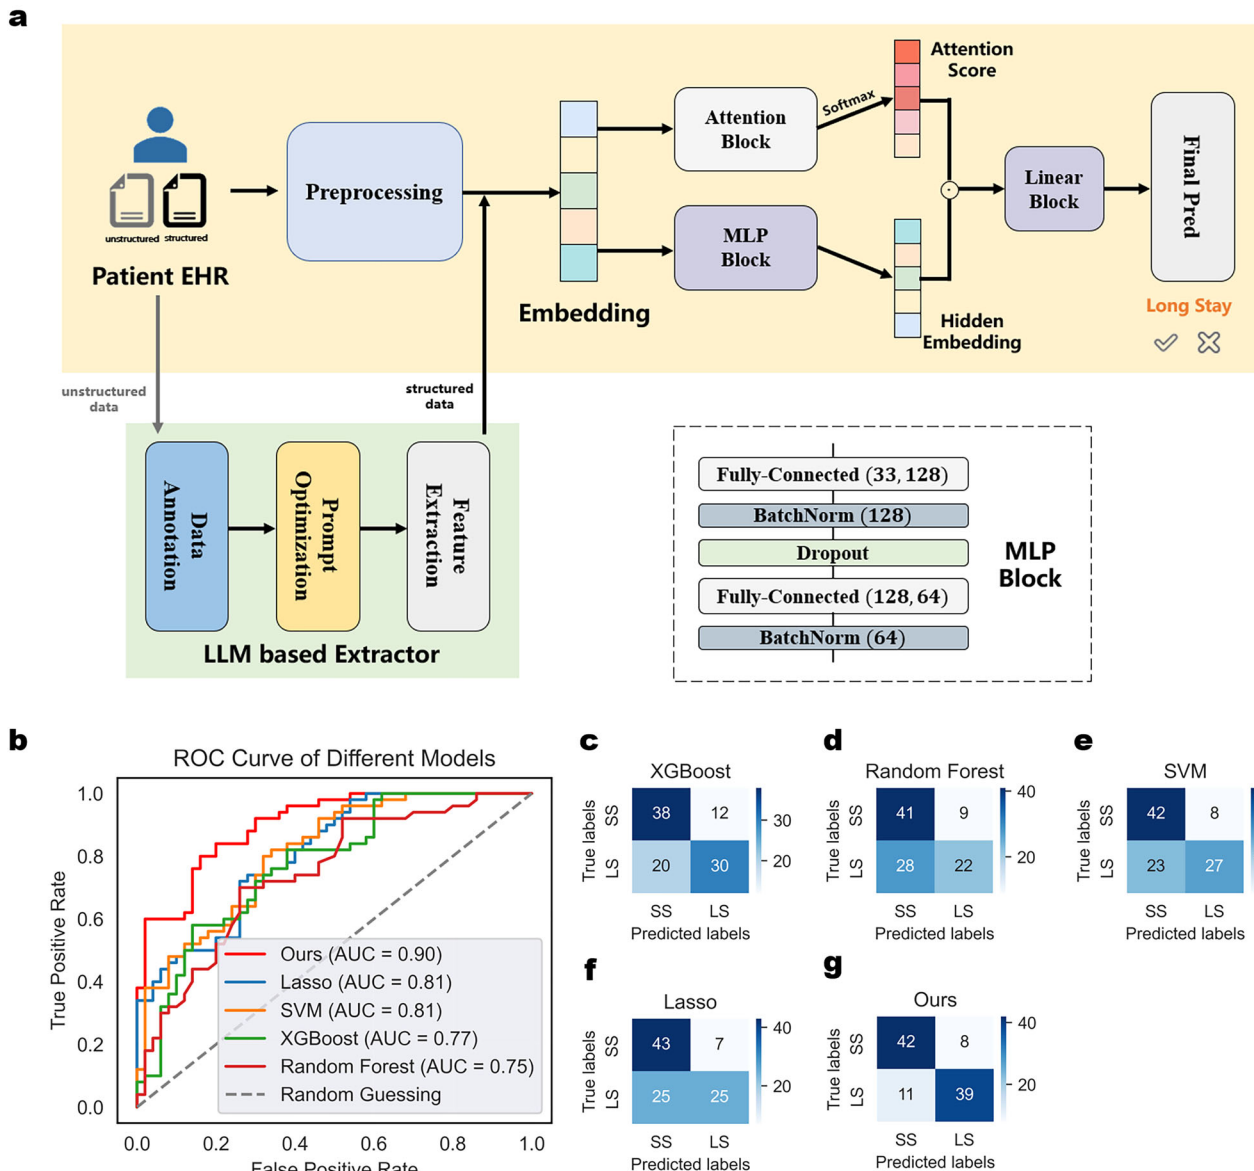 a
Patient EHR
unstructured
structured
Preprocessing
Embedding
Attention
Block
MLP
Block
Softmax
Attention
Score
Hidden
Embedding
Linear
Block
Final Pred
Long Stay
unstructured
data
structured
data
Data
Annotation
Prompt
Optimization
Feature
Extraction
LLM based Extractor
Fully-Connected (33, 128)
BatchNorm (128)
Dropout
Fully-Connected (128, 64)
BatchNorm (64)
MLP
Block
b
ROC Curve of Different Models
True Positive Rate
1.0
0.8
0.6
0.4
0.2
0.0
Ours (AUC = 0.90)
Lasso (AUC = 0.81)
SVM (AUC = 0.81)
XGBoost (AUC = 0.77)
Random Forest (AUC = 0.75)
Random Guessing
0.0 0.2 0.4 0.6 0.8 1.0
False Positive Rate
c
XGBoost
True labels
SS
LS
38 12
20 30
30
20
SS LS
Predicted labels
d
Random Forest
True labels
SS
LS
41 9
28 22
40
20
SS LS
Predicted labels
e
SVM
True labels
SS
LS
42 8
23 27
SS LS
Predicted labels
f
Lasso
True labels
SS
LS
43 7
25 25
40
20
SS LS
Predicted labels
g
Ours
True labels
SS
LS
42 8
11 39
40
20
SS LS
Predicted labels